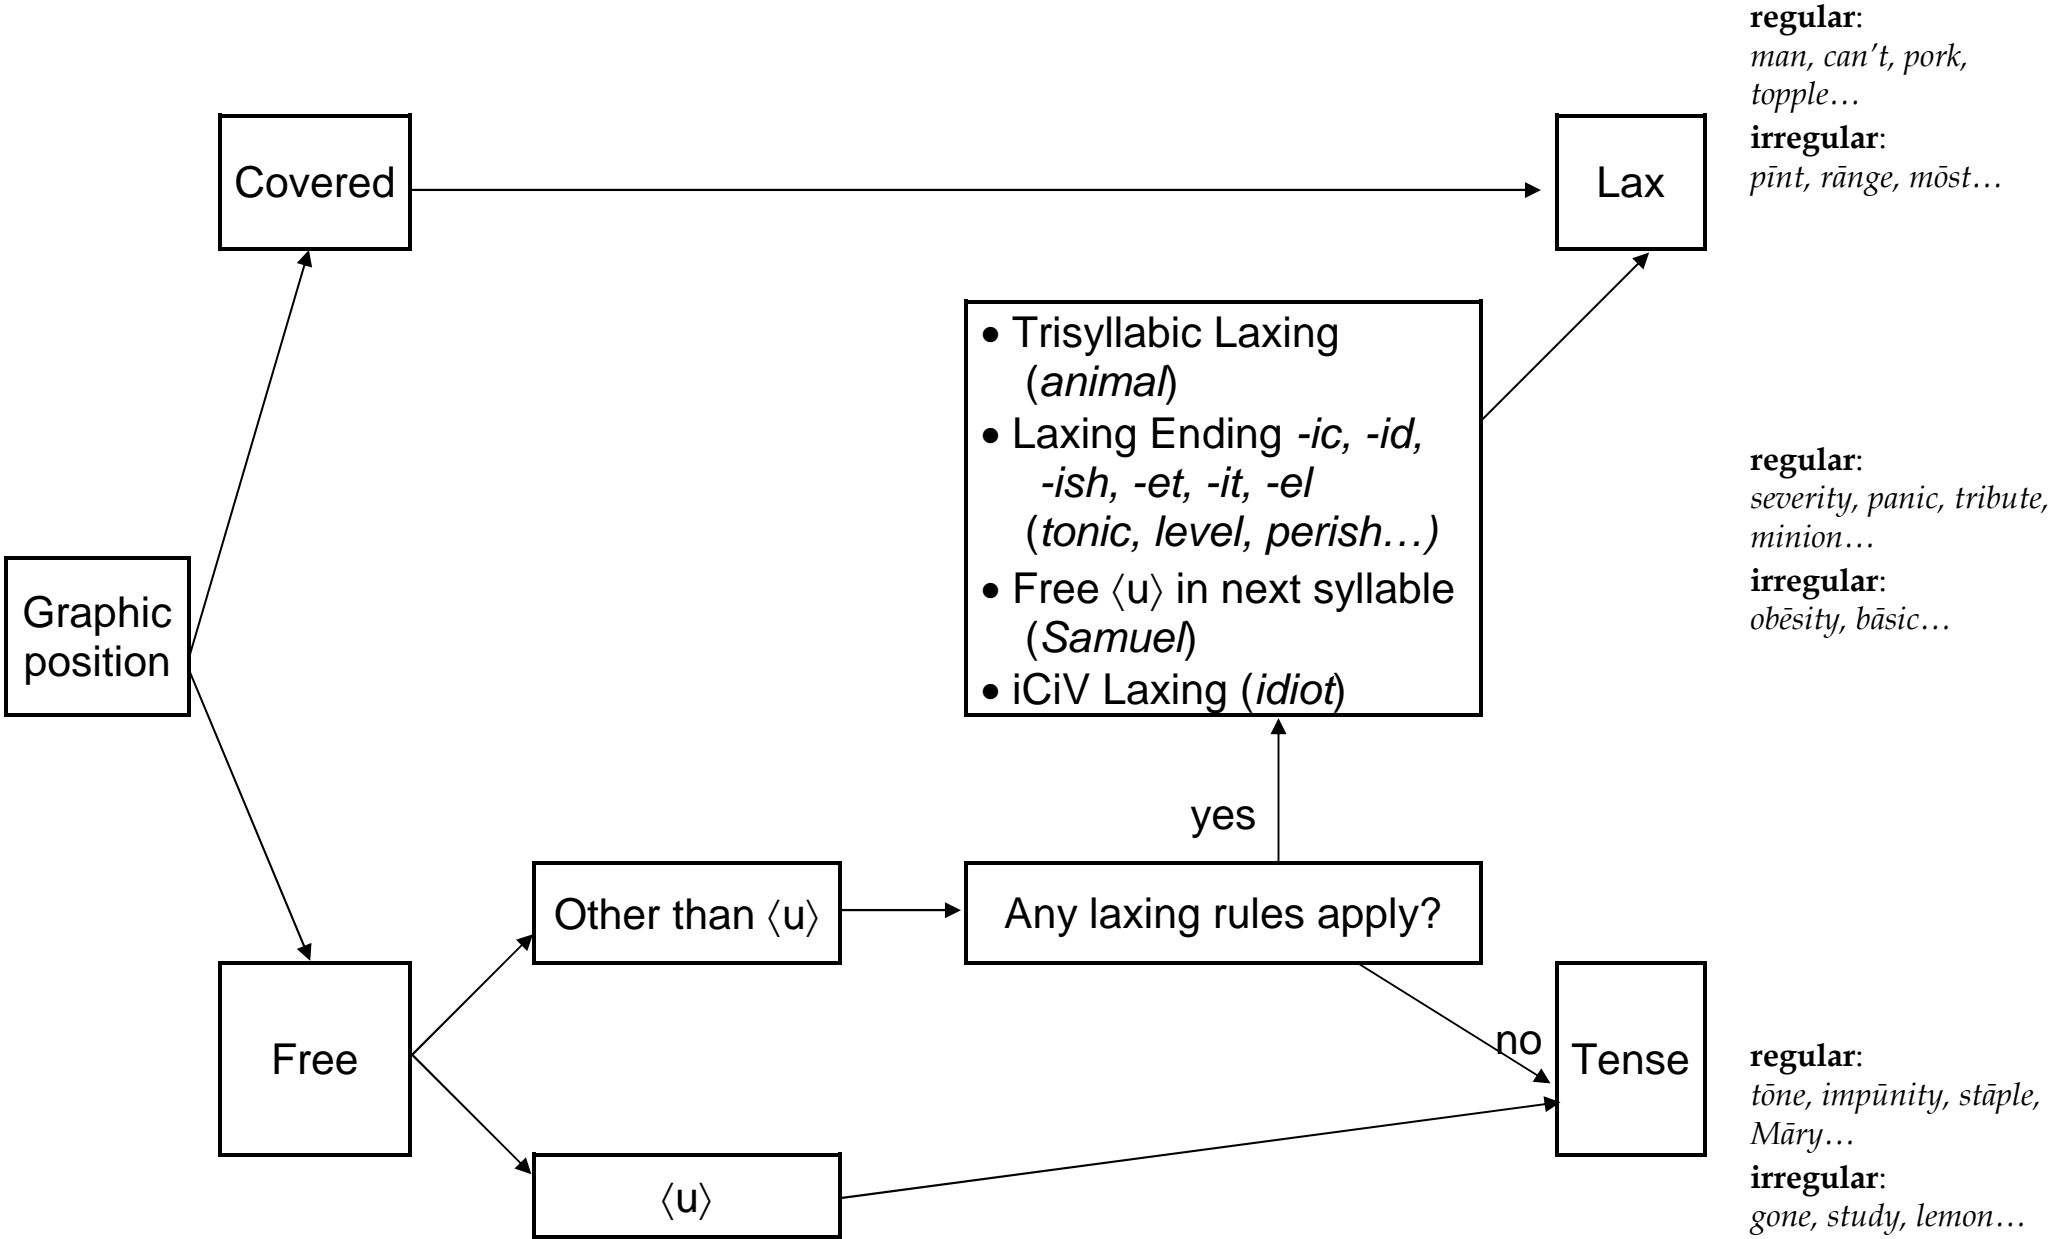 regular:
man, can’t, pork,
topple…
irregular:
pīnt, rānge, mōst…
Covered
Lax
• Trisyllabic Laxing
(animal)
• Laxing Ending -ic, -id,
-ish, -et, -it, -el
(tonic, level, perish…)
• Free ⟨u⟩ in next syllable
(Samuel)
• iCiV Laxing (idiot)
regular:
severity, panic, tribute,
minion…
irregular:
obēsity, bāsic…
Graphic
position
yes
Other than ⟨u⟩
Any laxing rules apply?
no
Free
Tense
⟨u⟩
regular:
tōne, impūnity, stāple,
Māry…
irregular:
gone, study, lemon…